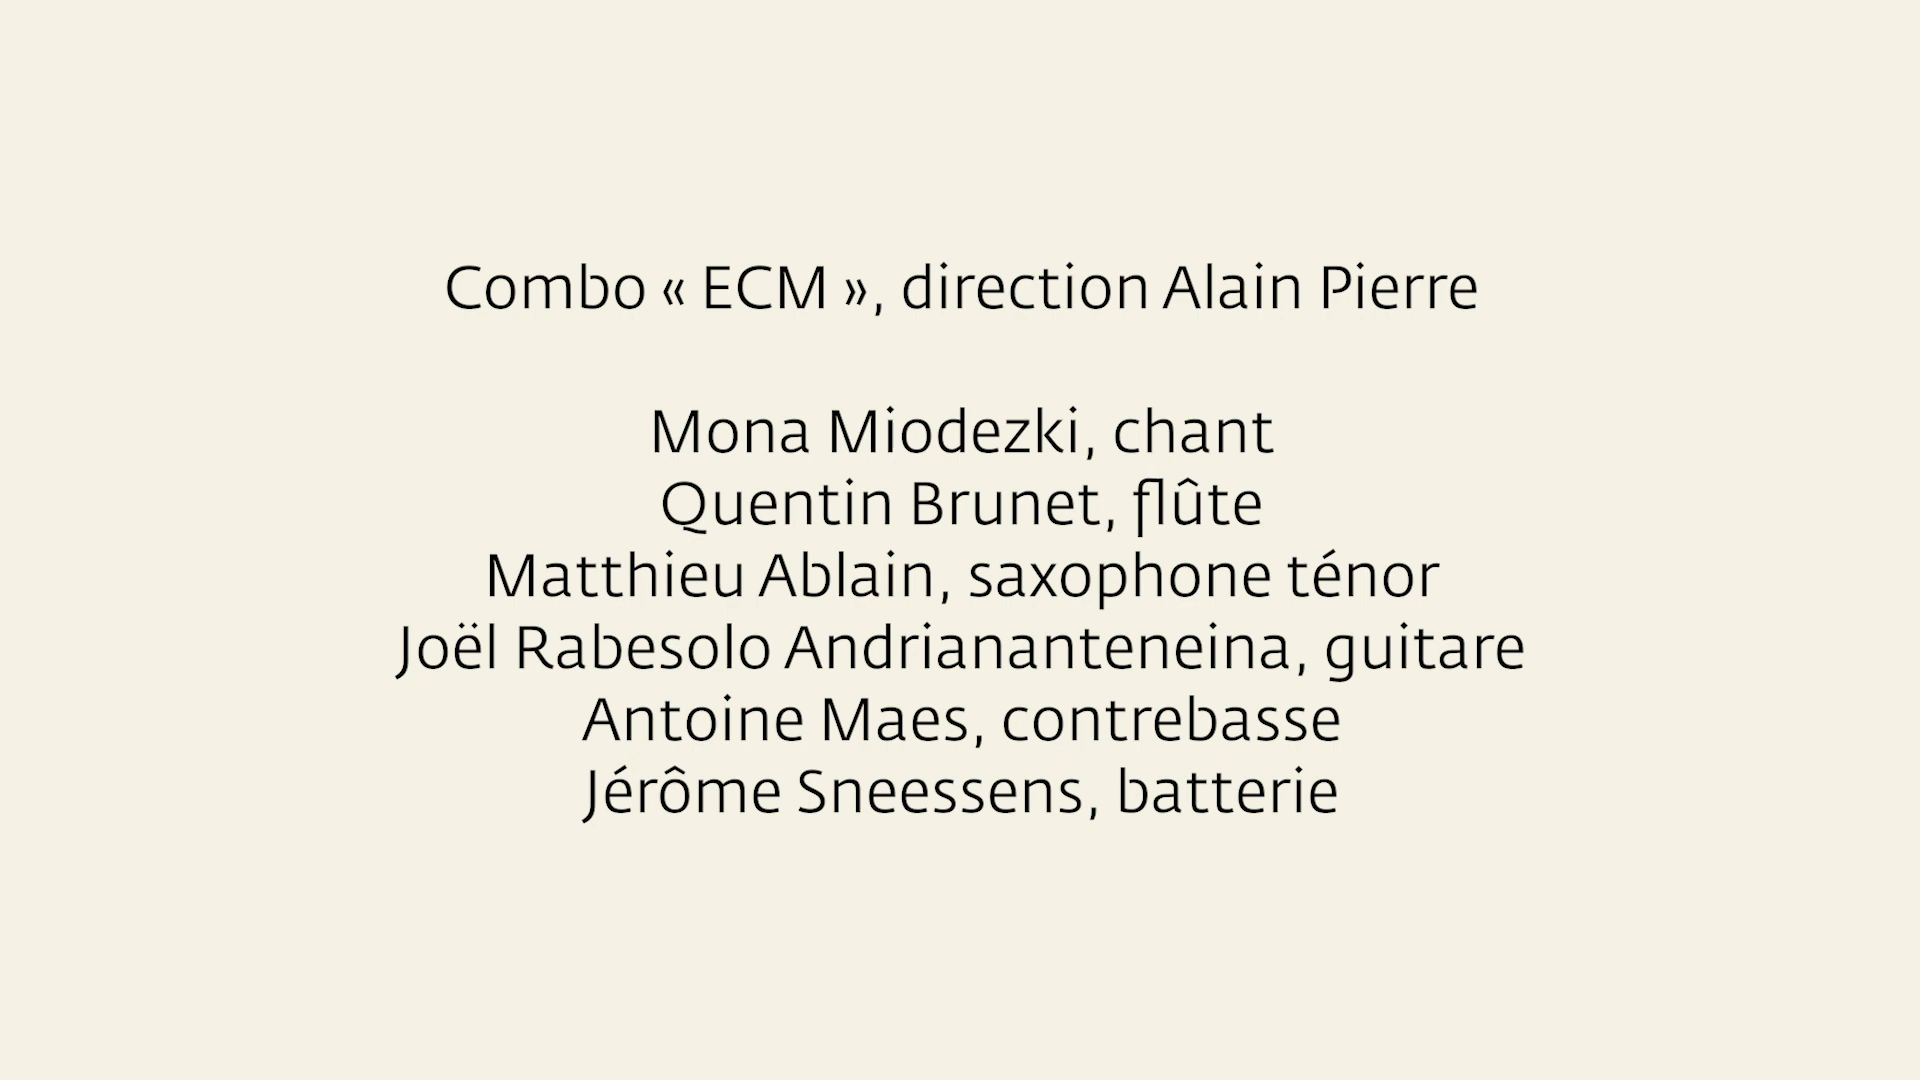 Combo « ECM », direction Alain Pierre
Mona Miodezki, chant
Quentin Brunet, flûte
Matthieu Ablain, saxophone ténor
Joël Rabesolo Andriananteneina, guitare
Antoine Maes, contrebasse
Jérôme Sneessens, batterie